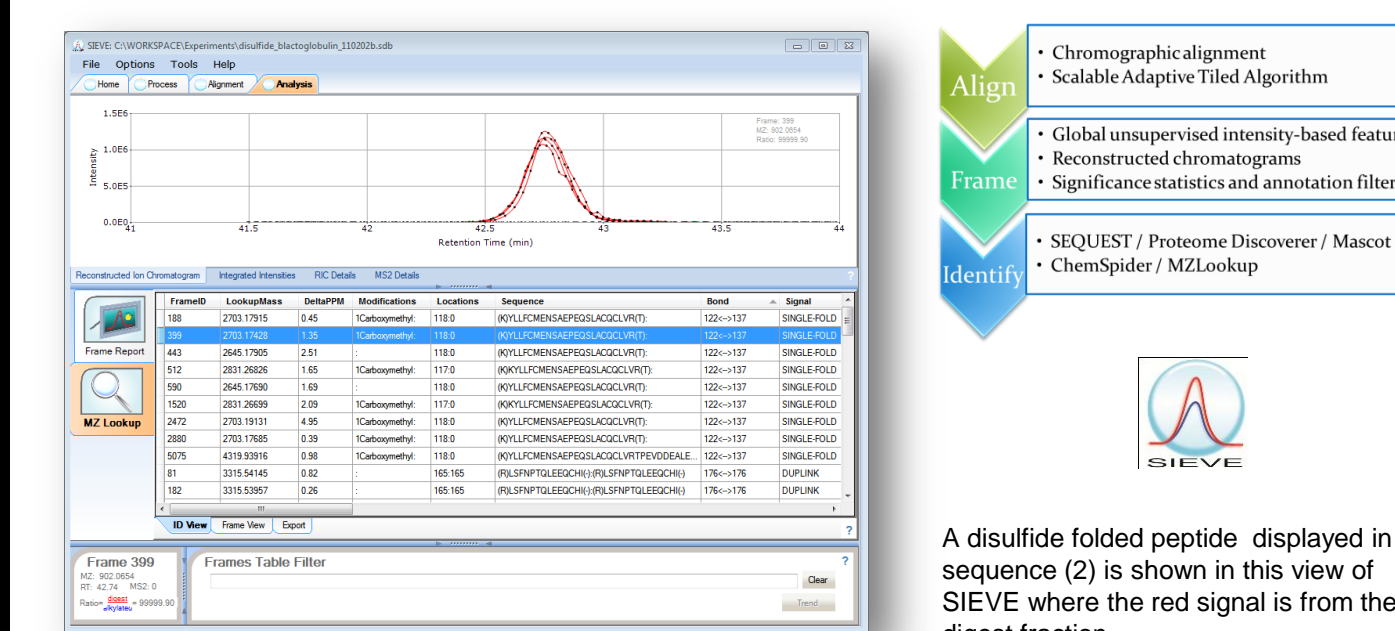 SIEVE: C:\WORKSPACE\Experiments\disulfide_blactoglobulin_110202b.sdb
File Options Tools Help
Home Process Alignment Analysis
1.5E6
1.0E6
5.0E5
0.0E0
Intensity
Frame: 399
MZ: 902.0654
Ratio: 99999.90
41 41.5 42 42.5 43 43.5 44
Retention Time (min)
Reconstructed Ion Chromatogram Integrated Intensities RIC Details MS2 Details ?
Frame Report
MZ Lookup
FrameID LookupMass DeltaPPM Modifications Locations Sequence Bond Signal
188 2703.17915 0.45 1Carboxymethyl: 118:0 (K)YLLFCMENSAEPEQSLACQCLVR(T): 122<-->137 SINGLE-FOLD
399 2703.17428 1.35 1Carboxymethyl: 118:0 (K)YLLFCMENSAEPEQSLACQCLVR(T): 122<-->137 SINGLE-FOLD
443 2645.17905 2.51 : 118:0 (K)YLLFCMENSAEPEQSLACQCLVR(T): 122<-->137 SINGLE-FOLD
512 2831.26826 1.65 1Carboxymethyl: 117:0 (K)KYLLFCMENSAEPEQSLACQCLVR(T): 122<-->137 SINGLE-FOLD
590 2645.17690 1.69 : 118:0 (K)YLLFCMENSAEPEQSLACQCLVR(T): 122<-->137 SINGLE-FOLD
1520 2831.26699 2.09 1Carboxymethyl: 117:0 (K)KYLLFCMENSAEPEQSLACQCLVR(T): 122<-->137 SINGLE-FOLD
2472 2703.19131 4.95 1Carboxymethyl: 118:0 (K)YLLFCMENSAEPEQSLACQCLVR(T): 122<-->137 SINGLE-FOLD
2880 2703.17685 0.39 1Carboxymethyl: 118:0 (K)YLLFCMENSAEPEQSLACQCLVR(T): 122<-->137 SINGLE-FOLD
5075 4319.93916 0.98 1Carboxymethyl: 118:0 (K)YLLFCMENSAEPEQSLACQCLVRTPEVDDEALE... 122<-->137 SINGLE-FOLD
81 3315.54145 0.82 : 165:165 (R)LSFNPTQLEEQCHI(-):(R)LSFNPTQLEEQCHI(-) 176<-->176 DUPLINK
182 3315.53957 0.26 : 165:165 (R)LSFNPTQLEEQCHI(-):(R)LSFNPTQLEEQCHI(-) 176<-->176 DUPLINK
ID View Frame View Export ?
Frame 399
MZ: 902.0654
RT: 42.74 MS2: 0
Ratio= digest = 99999.90
Frames Table Filter ?
Clear
Trend
Align
• Chromatographic alignment
• Scalable Adaptive Tiled Algorithm
Frame
• Global unsupervised intensity-based featur
• Reconstructed chromatograms
• Significance statistics and annotation filter
Identify
• SEQUEST / Proteome Discoverer / Mascot
• ChemSpider / MZLookup
SIEVE
A disulfide folded peptide displayed in
sequence (2) is shown in this view of
SIEVE where the red signal is from the
digest fraction